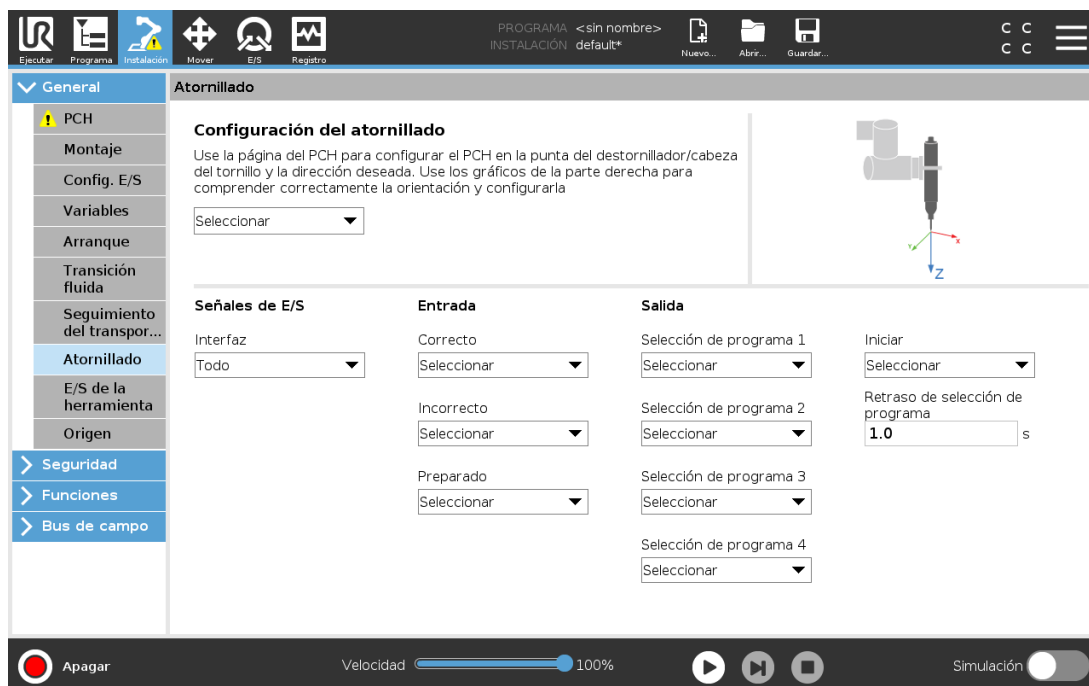 PROGRAMA <sin nombre>
INSTALACIÓN default*
UR
Ejecutar
Programa
Instalación
Mover
E/S
Registro
Nuevo...
Abrir...
Guardar...
C C
C C
General
Atornillado
PCH
Montaje
Config. E/S
Variables
Arranque
Transición
fluida
Seguimiento
del transpor...
Atornillado
E/S de la
herramienta
Origen
Seguridad
Funciones
Bus de campo
Configuración del atornillado
Use la página del PCH para configurar el PCH en la punta del destornillador/cabeza
del tornillo y la dirección deseada. Use los gráficos de la parte derecha para
comprender correctamente la orientación y configurarla
Seleccionar
Y
X
Z
Señales de E/S
Interfaz
Todo
Entrada
Correcto
Seleccionar
Incorrecto
Seleccionar
Preparado
Seleccionar
Salida
Selección de programa 1
Seleccionar
Selección de programa 2
Seleccionar
Selección de programa 3
Seleccionar
Selección de programa 4
Seleccionar
Iniciar
Seleccionar
Retraso de selección de
programa
1.0 s
Apagar
Velocidad 100%
Simulación